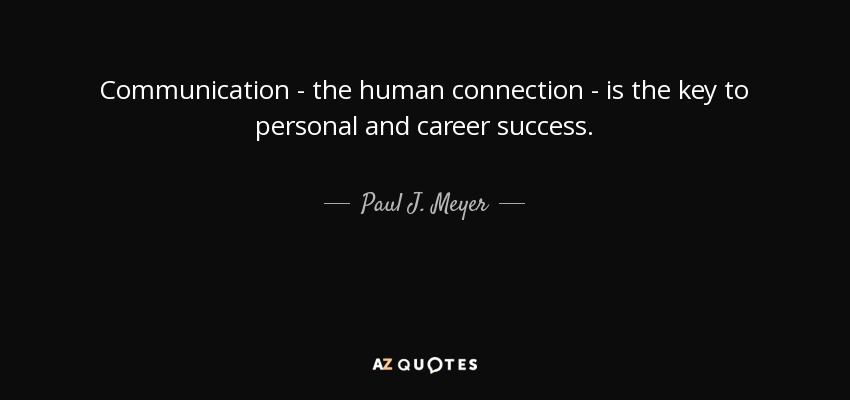 Communication - the human connection - is the key to
personal and career success.
Paul J. Meyer
AZ QUOTES